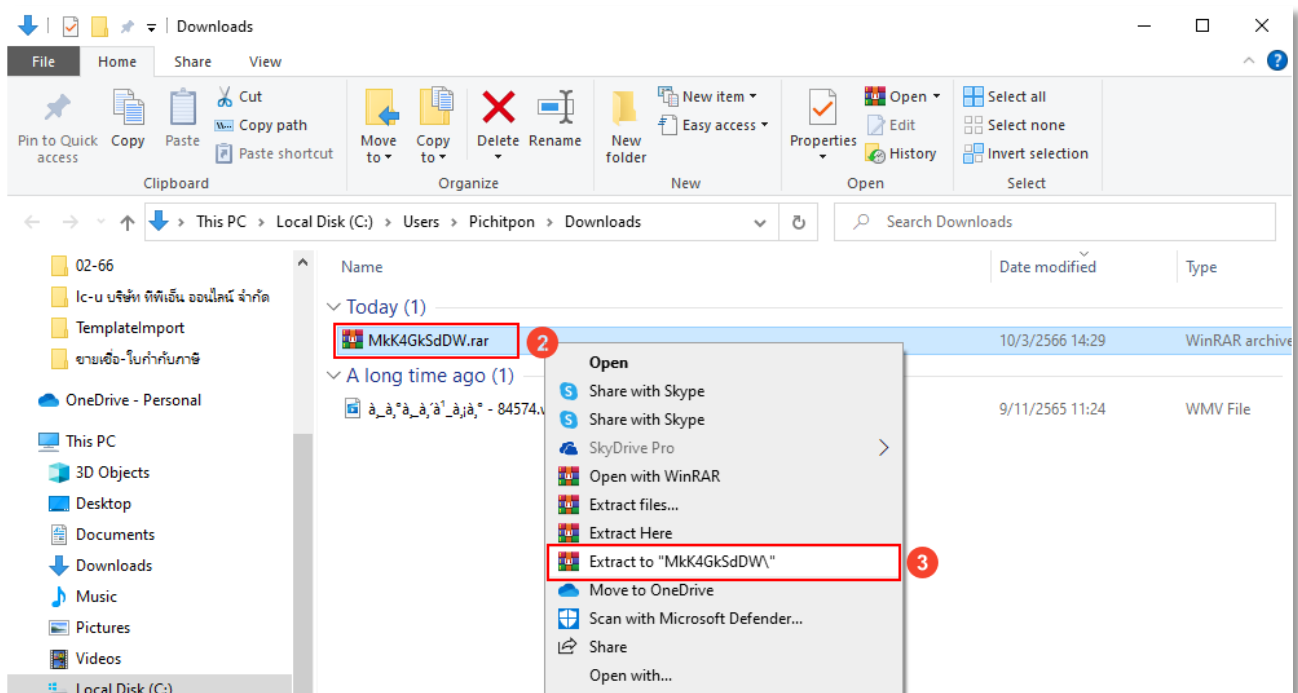 Downloads
File Home Share View
Pin to Quick access
Copy
Paste
Cut
Copy path
Paste shortcut
Clipboard
Move to
Copy to
Delete
Rename
Organize
New folder
New item
Easy access
New
Properties
Open
Edit
History
Open
Select all
Select none
Invert selection
Select
This PC > Local Disk (C:) > Users > Pichitpon > Downloads
Search Downloads
02-66
lc-u บริษัท ทีพีเอ็น ออนไลน์ จำกัด
TemplateImport
ขายเชื่อ-ใบกำกับภาษี
OneDrive - Personal
This PC
3D Objects
Desktop
Documents
Downloads
Music
Pictures
Videos
Local Disk (C:)
Name Date modified Type
Today (1)
MkK4GkSdDW.rar 2 10/3/2566 14:29 WinRAR archive
A long time ago (1)
- 84574. 9/11/2565 11:24 WMV File
Open
Share with Skype
Share with Skype
SkyDrive Pro
Open with WinRAR
Extract files...
Extract Here
Extract to "MkK4GkSdDW\" 3
Move to OneDrive
Scan with Microsoft Defender...
Share
Open with...